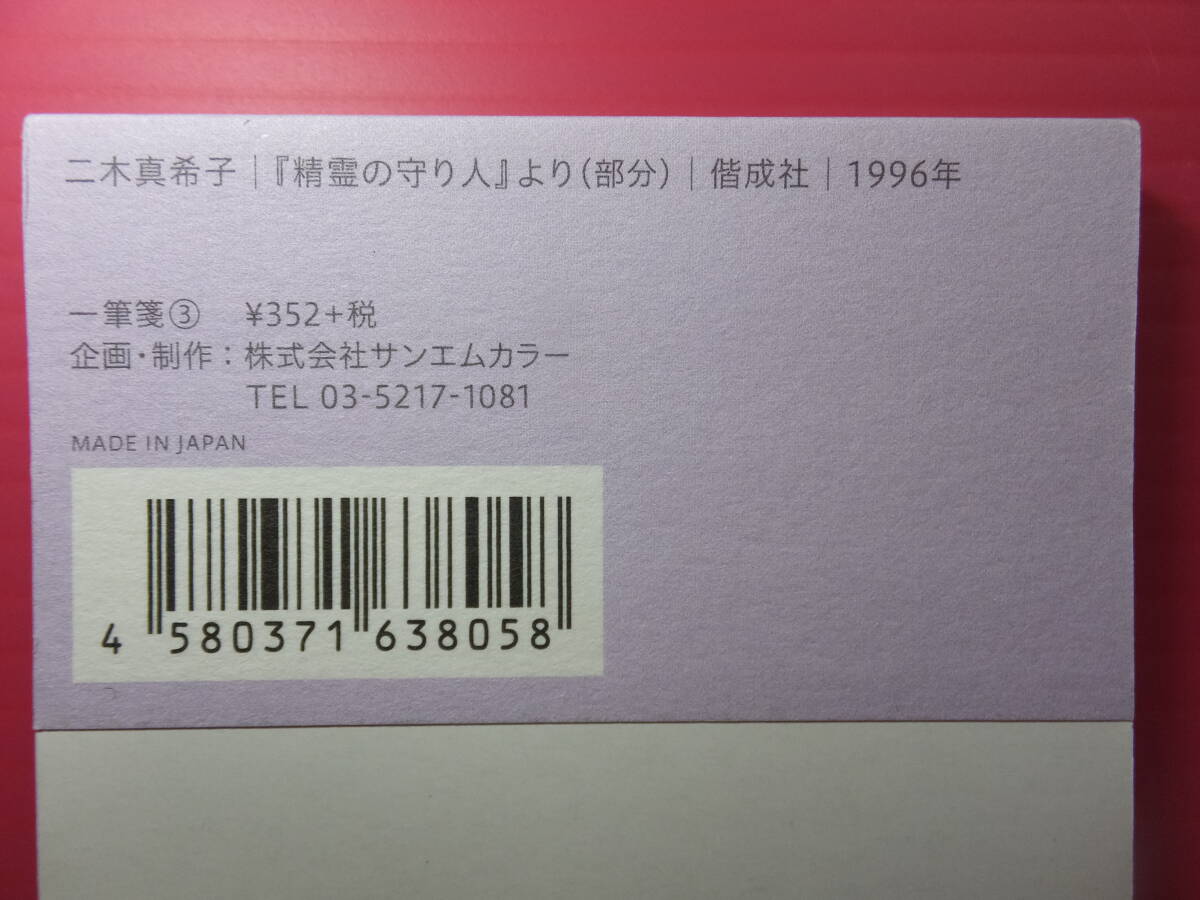 二木真希子｜『精霊の守り人』より(部分)｜偕成社｜1996年
一筆箋③　¥352+税
企画・制作：株式会社サンエムカラー
TEL 03-5217-1081
MADE IN JAPAN
4 580371 638058